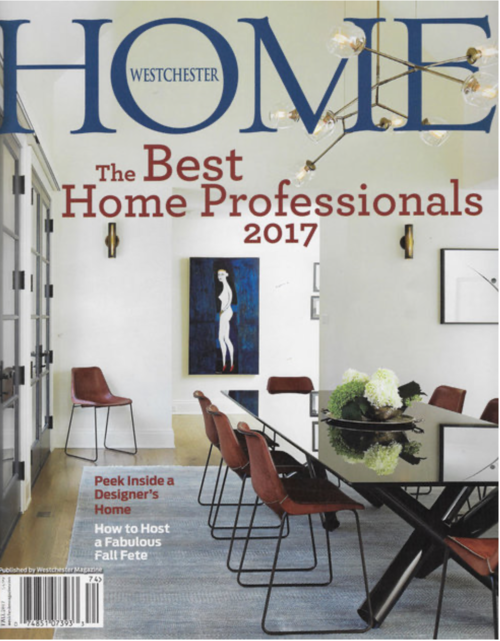 HOME
WESTCHESTER
The Best
Home Professionals
2017
Peek Inside a
Designer's
Home
How to Host
a Fabulous
Fall Fete
Published by Westchester Magazine
74>